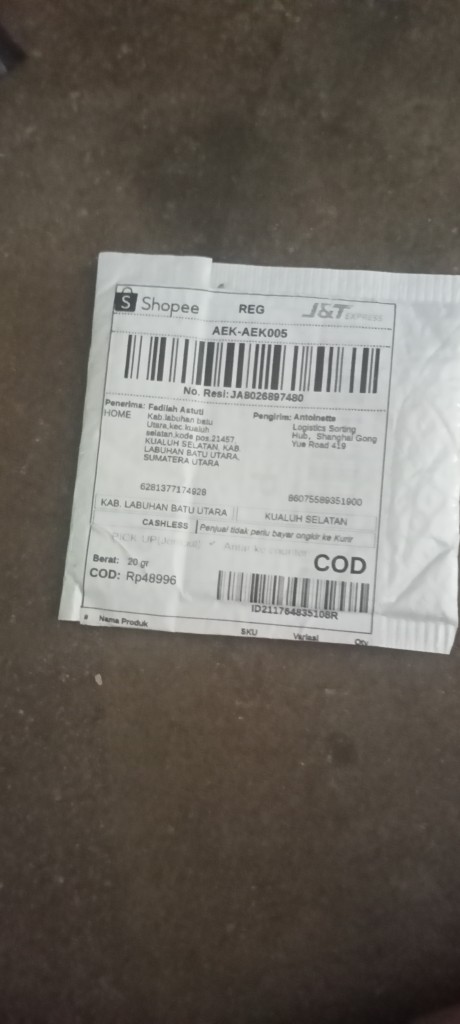 Shopee REG J&T EXPRESS
AEK-AEK005
No. Resi: JA8026897480
Penerima: Fadilah Astuti
HOME
Kab.labuhan batu
Utara,kec.kualuh
selatan,kode pos.21457,
KUALUH SELATAN, KAB.
LABUHAN BATU UTARA,
SUMATERA UTARA
6281377174928
Pengirim: Antoinette
Logistics Sorting
Hub, Shanghai Gong
Yue Road 419
86075589351900
KAB. LABUHAN BATU UTARA KUALUH SELATAN
CASHLESS Penjual tidak perlu bayar ongkir ke Kurir
COD
Berat: 20 gr
COD: Rp48996
ID211764835108R
# Nama Produk SKU Variasi Qty